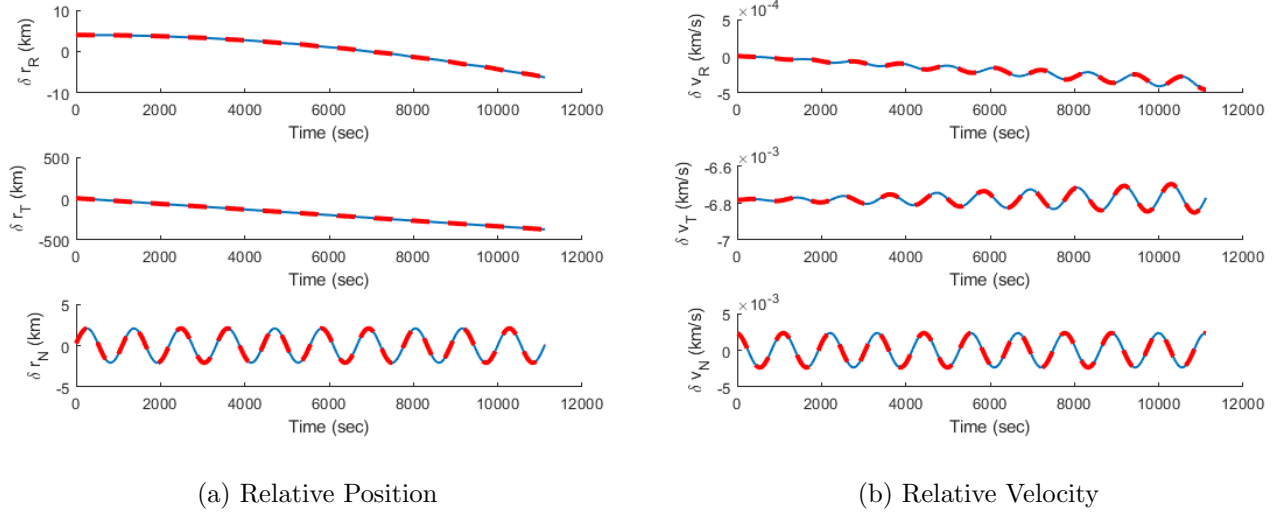 10
0
-10
δ r_R (km)
0 2000 4000 6000 8000 10000 12000
Time (sec)
500
0
-500
δ r_T (km)
0 2000 4000 6000 8000 10000 12000
Time (sec)
5
0
-5
δ r_N (km)
0 2000 4000 6000 8000 10000 12000
Time (sec)
(a) Relative Position
×10^-4
5
0
-5
δ v_R (km/s)
0 2000 4000 6000 8000 10000 12000
Time (sec)
×10^-3
-6.6
-6.8
-7
δ v_T (km/s)
0 2000 4000 6000 8000 10000 12000
Time (sec)
×10^-3
5
0
-5
δ v_N (km/s)
0 2000 4000 6000 8000 10000 12000
Time (sec)
(b) Relative Velocity